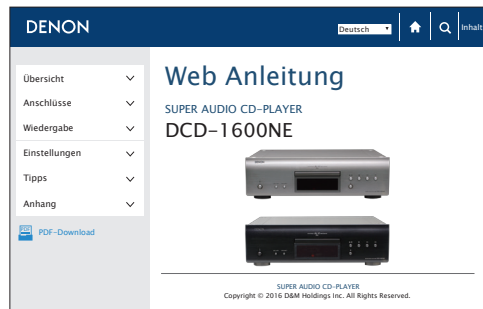 DENON
Deutsch
Inhalt
Übersicht
Anschlüsse
Wiedergabe
Einstellungen
Tipps
Anhang
PDF-Download
Web Anleitung
SUPER AUDIO CD-PLAYER
DCD-1600NE
SUPER AUDIO CD-PLAYER
Copyright © 2016 D&M Holdings Inc. All Rights Reserved.